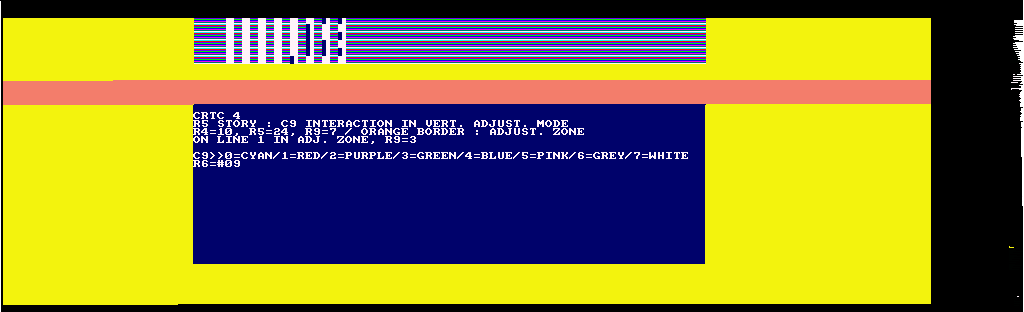 CRTC 4
R5 STORY : C9 INTERACTION IN VERT. ADJUST. MODE
R4=10, R5=24, R9=7 / ORANGE BORDER : ADJUST. ZONE
ON LINE 1 IN ADJ. ZONE, R9=3
C9>>0=CYAN/1=RED/2=PURPLE/3=GREEN/4=BLUE/5=PINK/6=GREY/7=WHITE
R6=#09